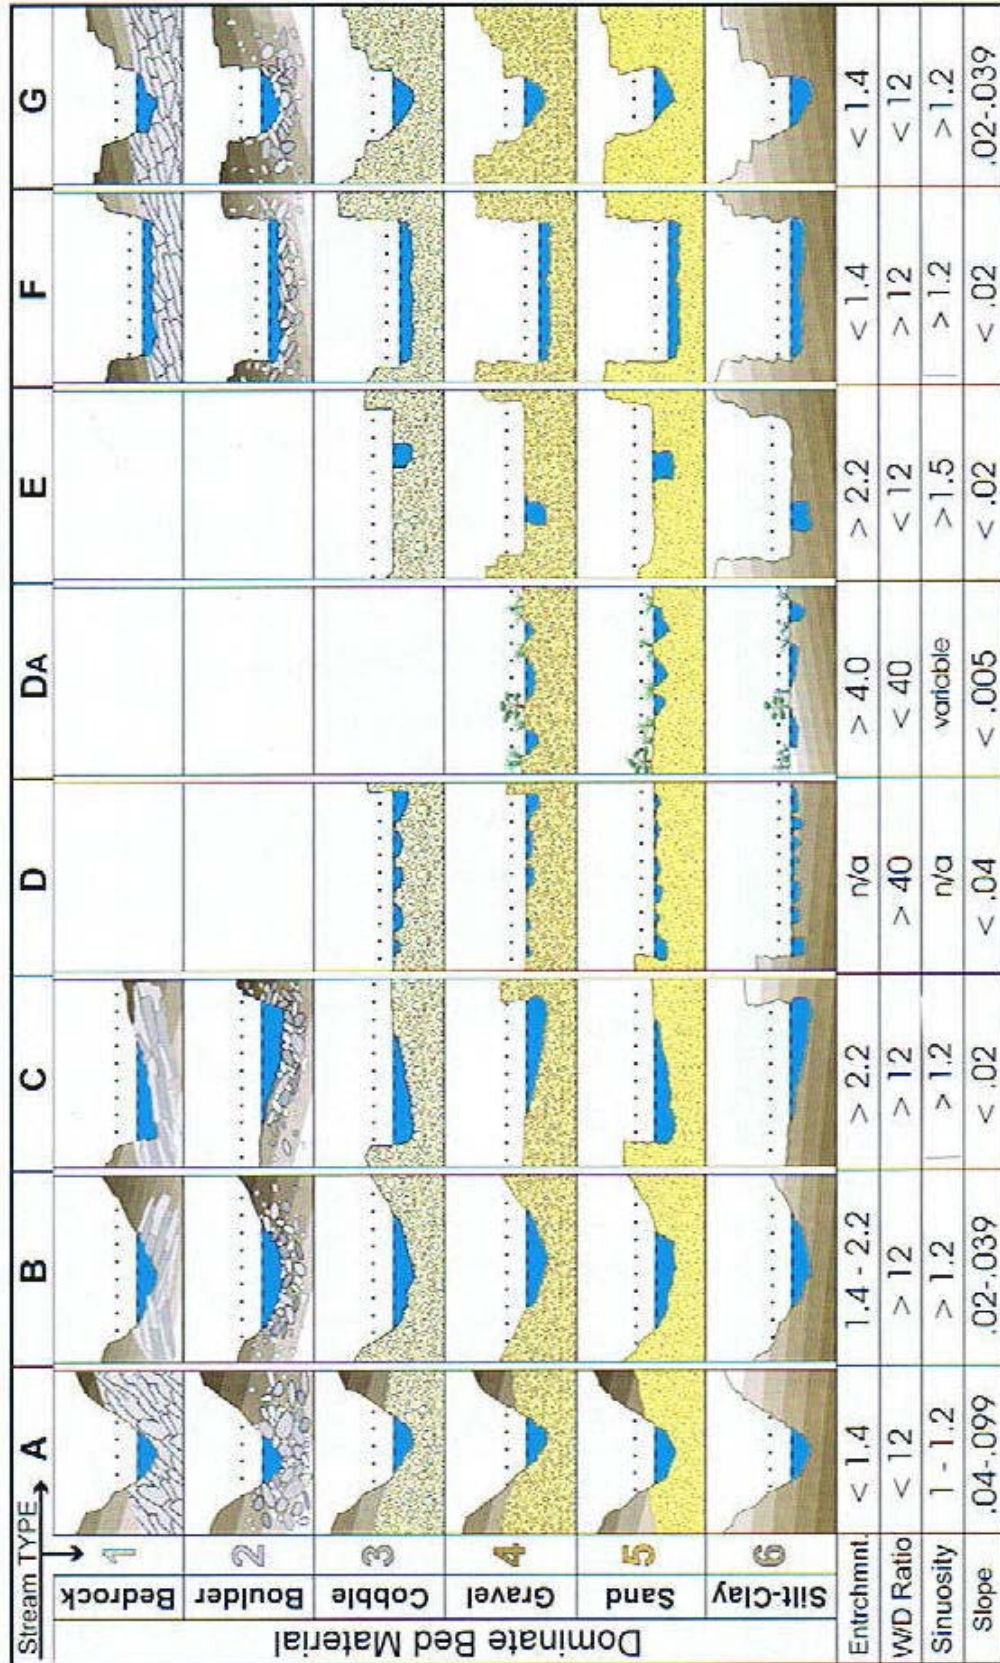 Stream TYPE A B C D DA E F G
Dominate Bed Material
Bedrock 1
Boulder 2
Cobble 3
Gravel 4
Sand 5
Silt-Clay 6
Entrchmnt. < 1.4 1.4 - 2.2 > 2.2 n/a > 4.0 > 2.2 < 1.4 < 1.4
W/D Ratio < 12 > 12 > 12 > 40 < 40 < 12 > 12 < 12
Sinuosity 1 - 1.2 > 1.2 > 1.2 n/a variable > 1.5 > 1.2 > 1.2
Slope .04-.099 .02-.039 < .02 < .04 < .005 < .02 < .02 .02-.039